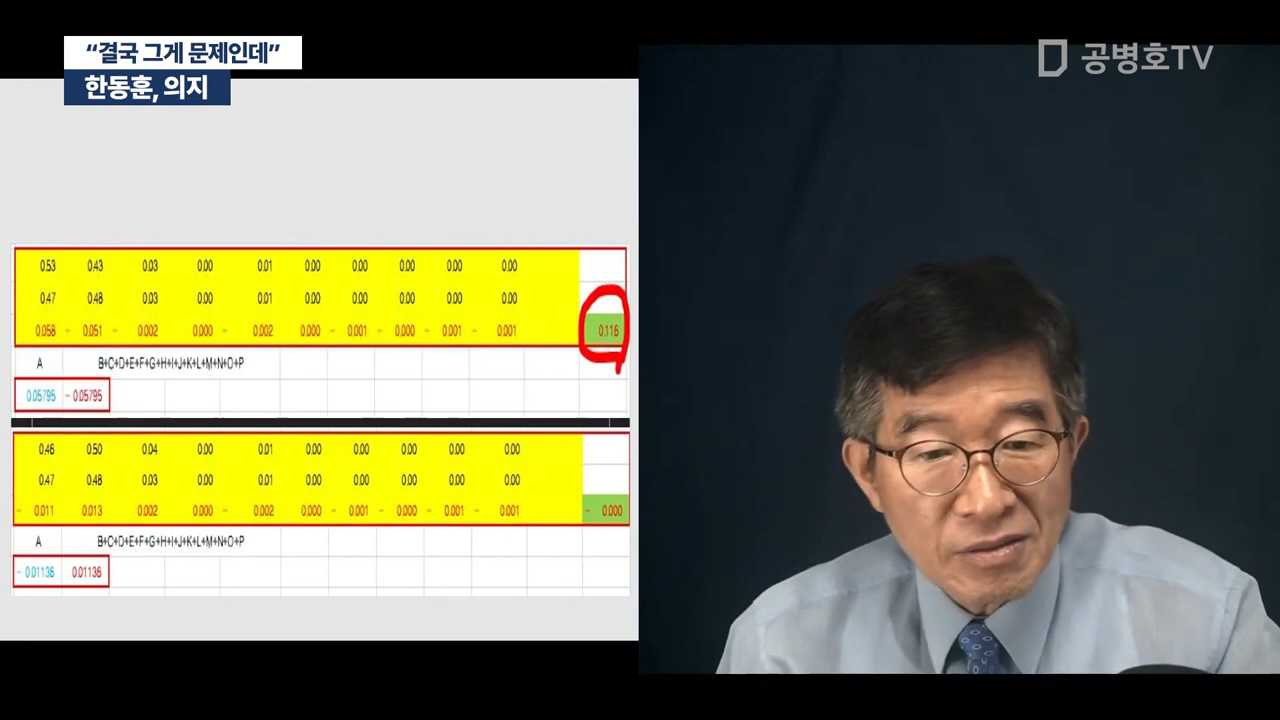 “결국 그게 문제인데”
한동훈, 의지
공병호TV
0.53 0.43 0.03 0.00 0.01 0.00 0.00 0.00 0.00 0.00
0.47 0.48 0.03 0.00 0.01 0.00 0.00 0.00 0.00 0.00
0.058 - 0.051 - 0.002 0.000 - 0.002 0.000 - 0.001 - 0.000 - 0.001 - 0.001 0.116
A B+C+D+E+F+G+H+I+J+K+L+M+N+O+P
0.05795 - 0.05795
0.46 0.50 0.04 0.00 0.01 0.00 0.00 0.00 0.00 0.00
0.47 0.48 0.03 0.00 0.01 0.00 0.00 0.00 0.00 0.00
- 0.011 0.013 0.002 0.000 - 0.002 0.000 - 0.001 - 0.000 - 0.001 - 0.001 - 0.000
A B+C+D+E+F+G+H+I+J+K+L+M+N+O+P
- 0.01136 0.01136